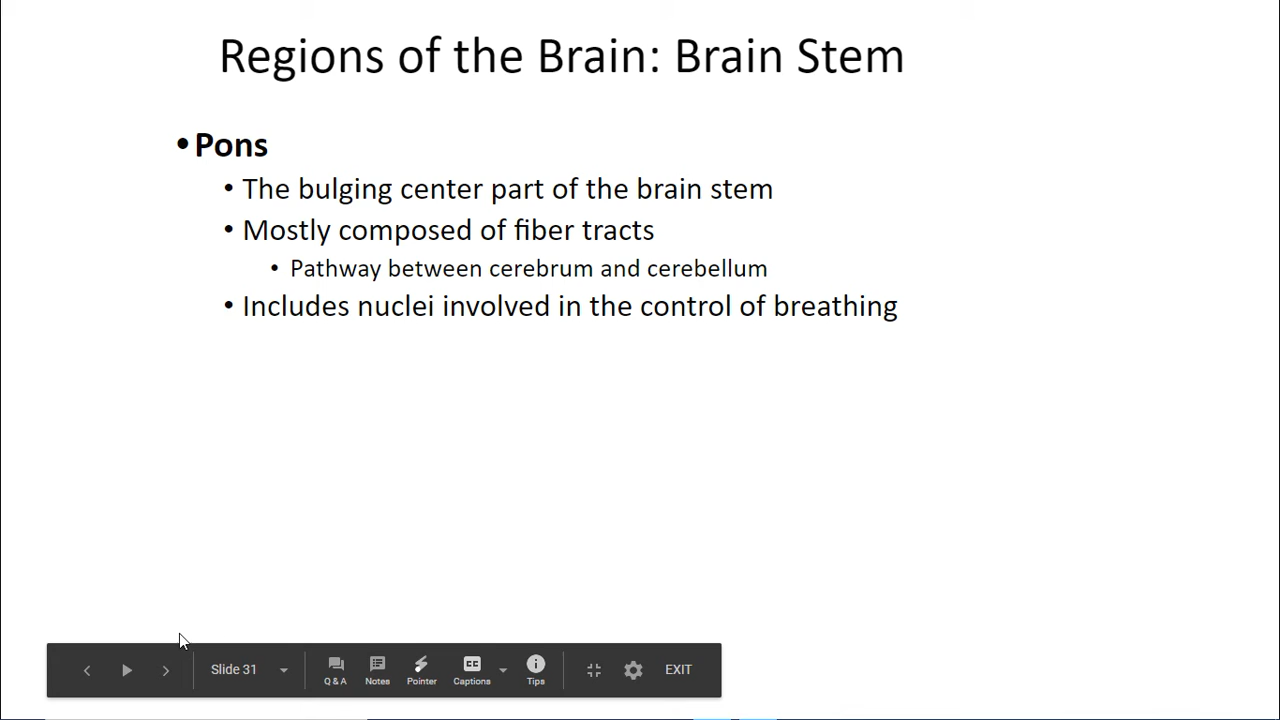 Regions of the Brain: Brain Stem
• Pons
• The bulging center part of the brain stem
• Mostly composed of fiber tracts
• Pathway between cerebrum and cerebellum
• Includes nuclei involved in the control of breathing
Slide 31
Q & A Notes Pointer CC Captions Tips EXIT